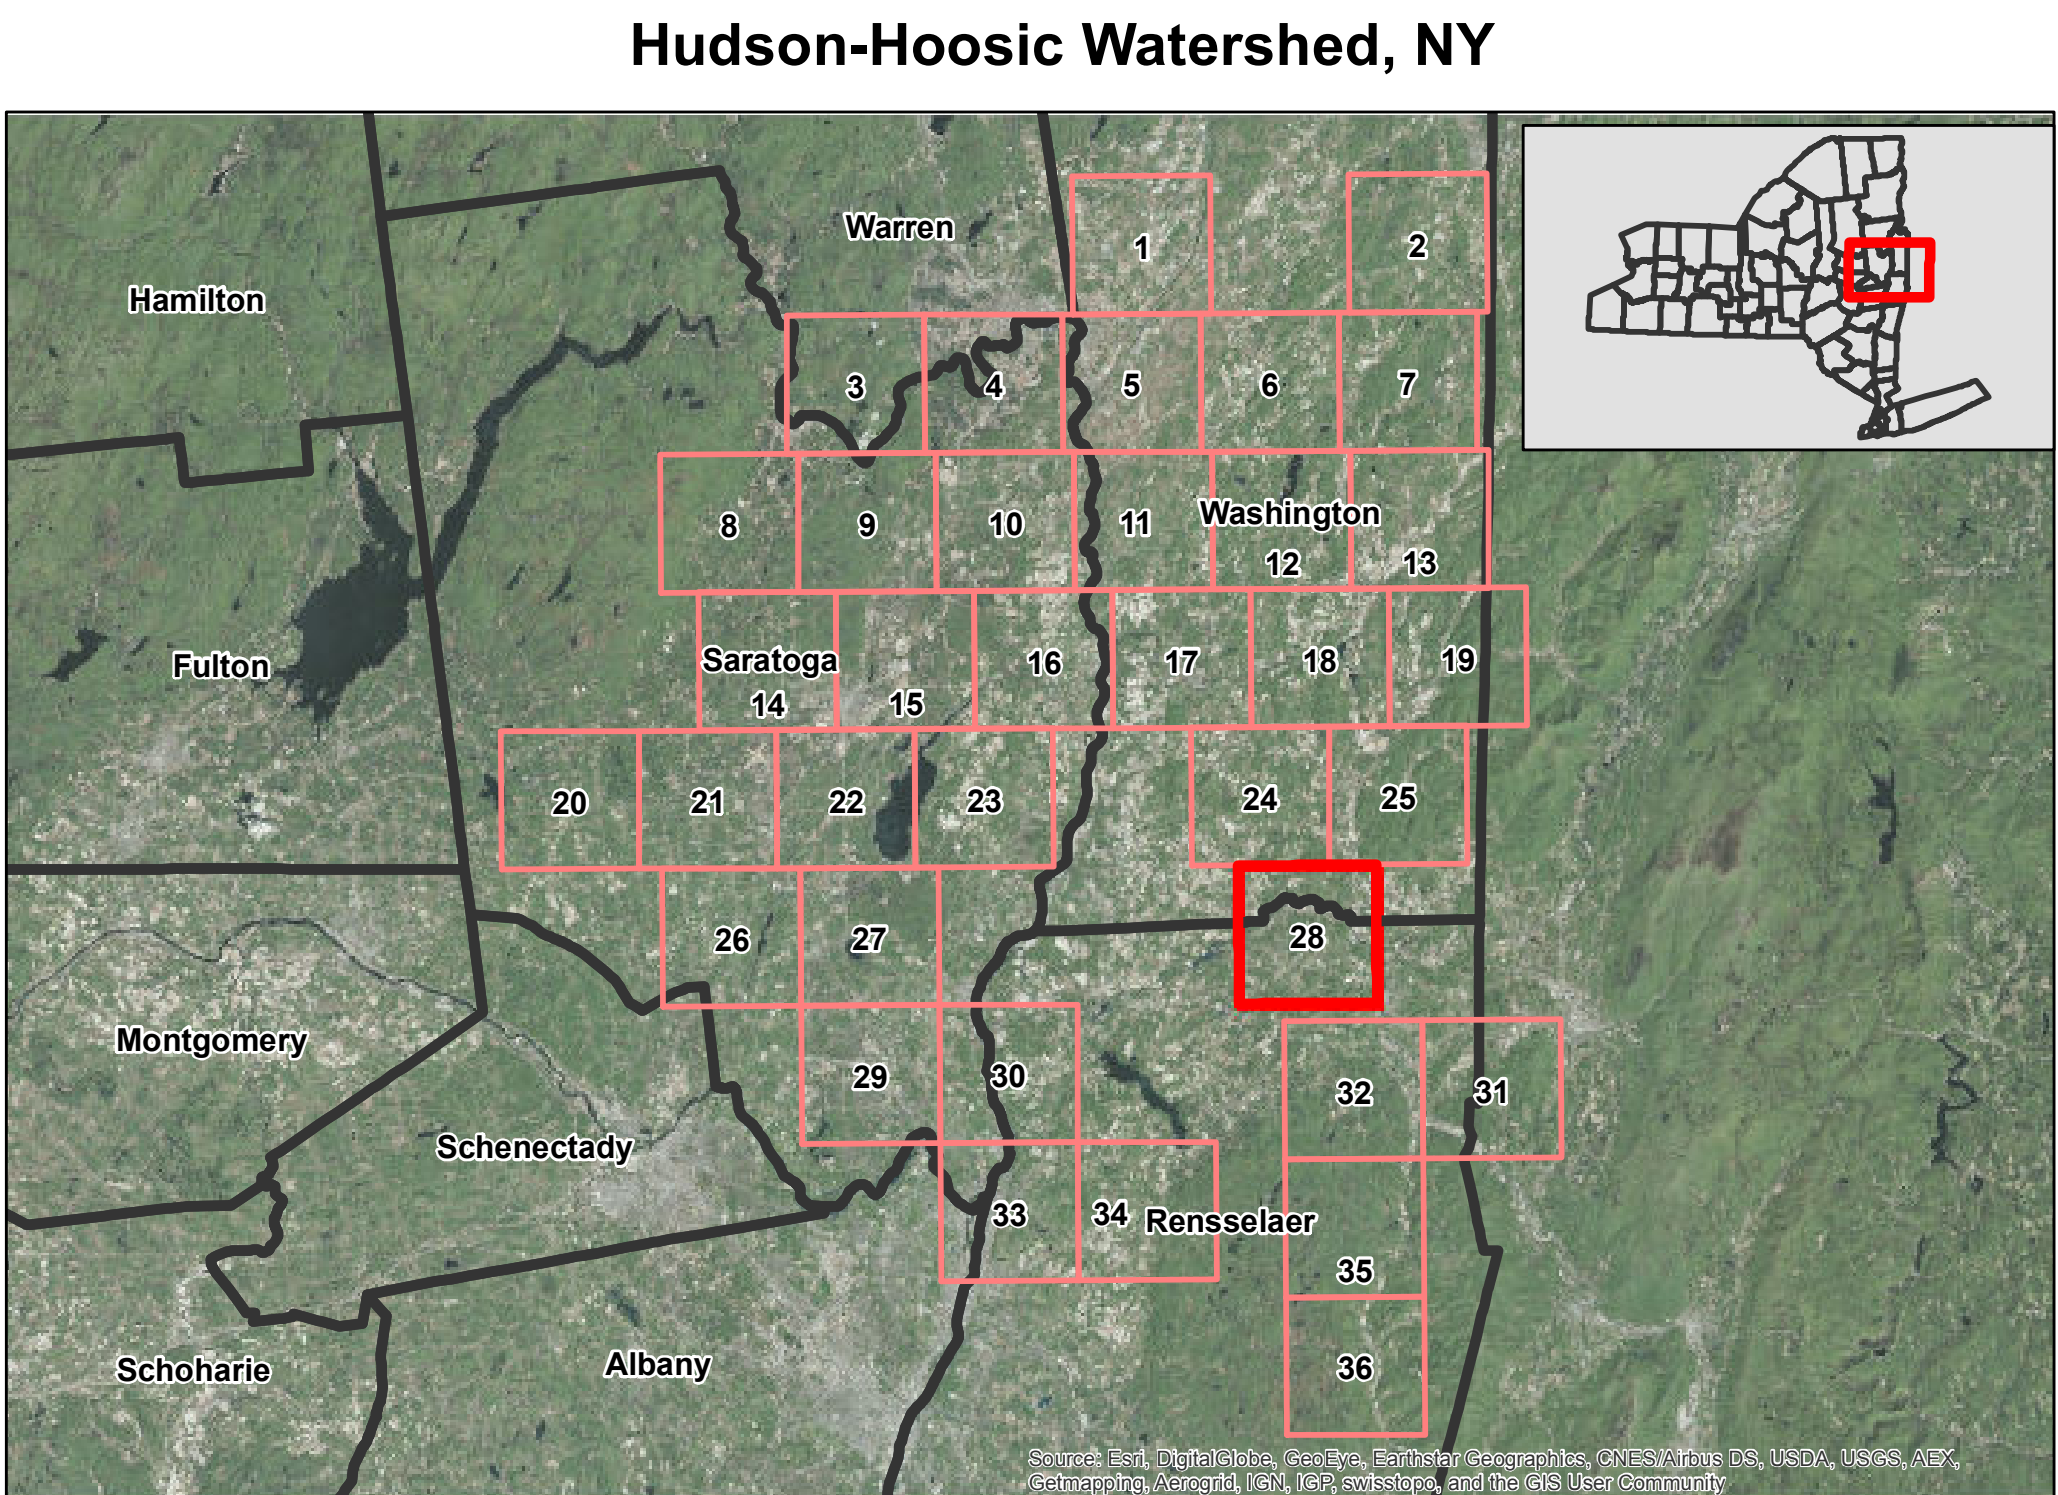 Hudson-Hoosic Watershed, NY
Warren
1
2
Hamilton
3
4
5
6
7
8
9
10
11
Washington
12
13
Fulton
Saratoga
14
15
16
17
18
19
20
21
22
23
24
25
26
27
28
Montgomery
29
30
32
31
Schenectady
33
34
Rensselaer
35
Schoharie
Albany
36
Source: Esri, DigitalGlobe, GeoEye, Earthstar Geographics, CNES/Airbus DS, USDA, USGS, AEX,
Getmapping, Aerogrid, IGN, IGP, swisstopo, and the GIS User Community